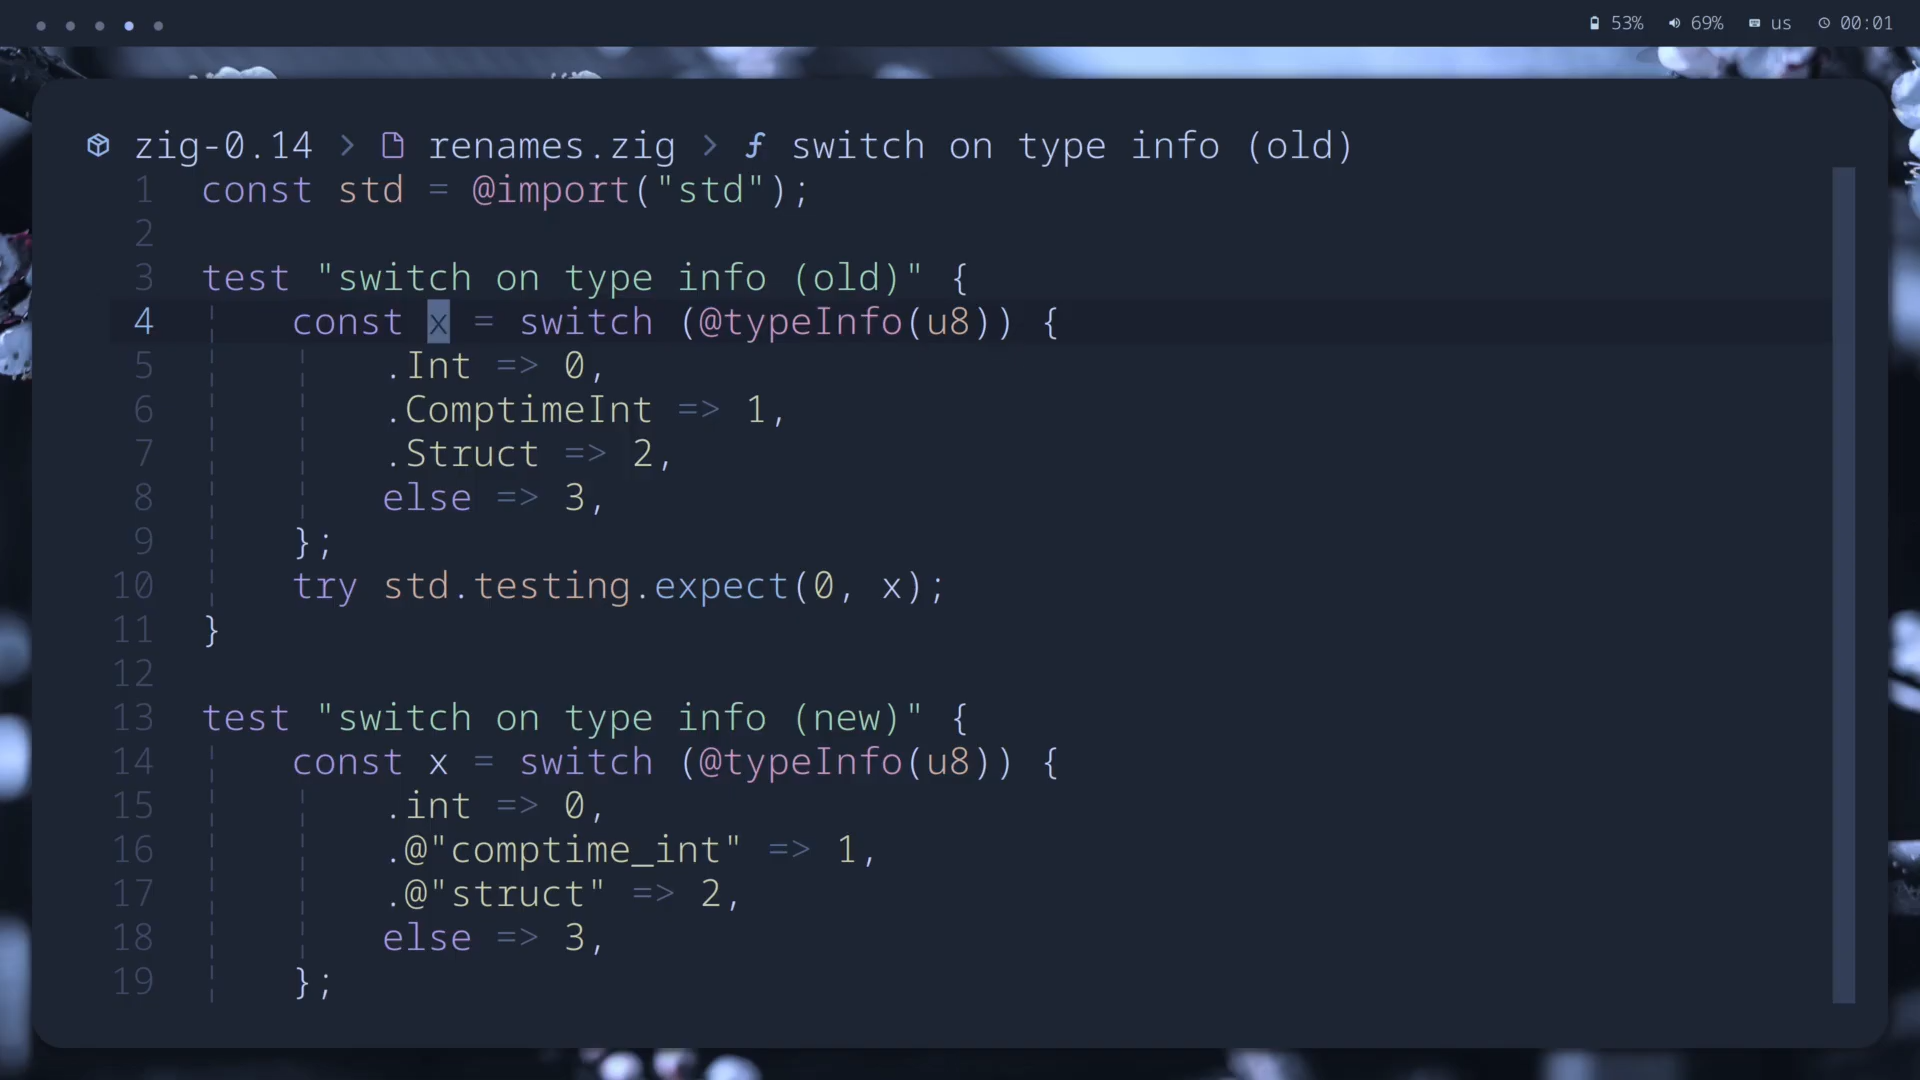 53% 69% us 00:01
zig-0.14 > renames.zig > f switch on type info (old)
1 const std = @import("std");
2
3 test "switch on type info (old)" {
4 const x = switch (@typeInfo(u8)) {
5 .Int => 0,
6 .ComptimeInt => 1,
7 .Struct => 2,
8 else => 3,
9 };
10 try std.testing.expect(0, x);
11 }
12
13 test "switch on type info (new)" {
14 const x = switch (@typeInfo(u8)) {
15 .int => 0,
16 .@"comptime_int" => 1,
17 .@"struct" => 2,
18 else => 3,
19 };